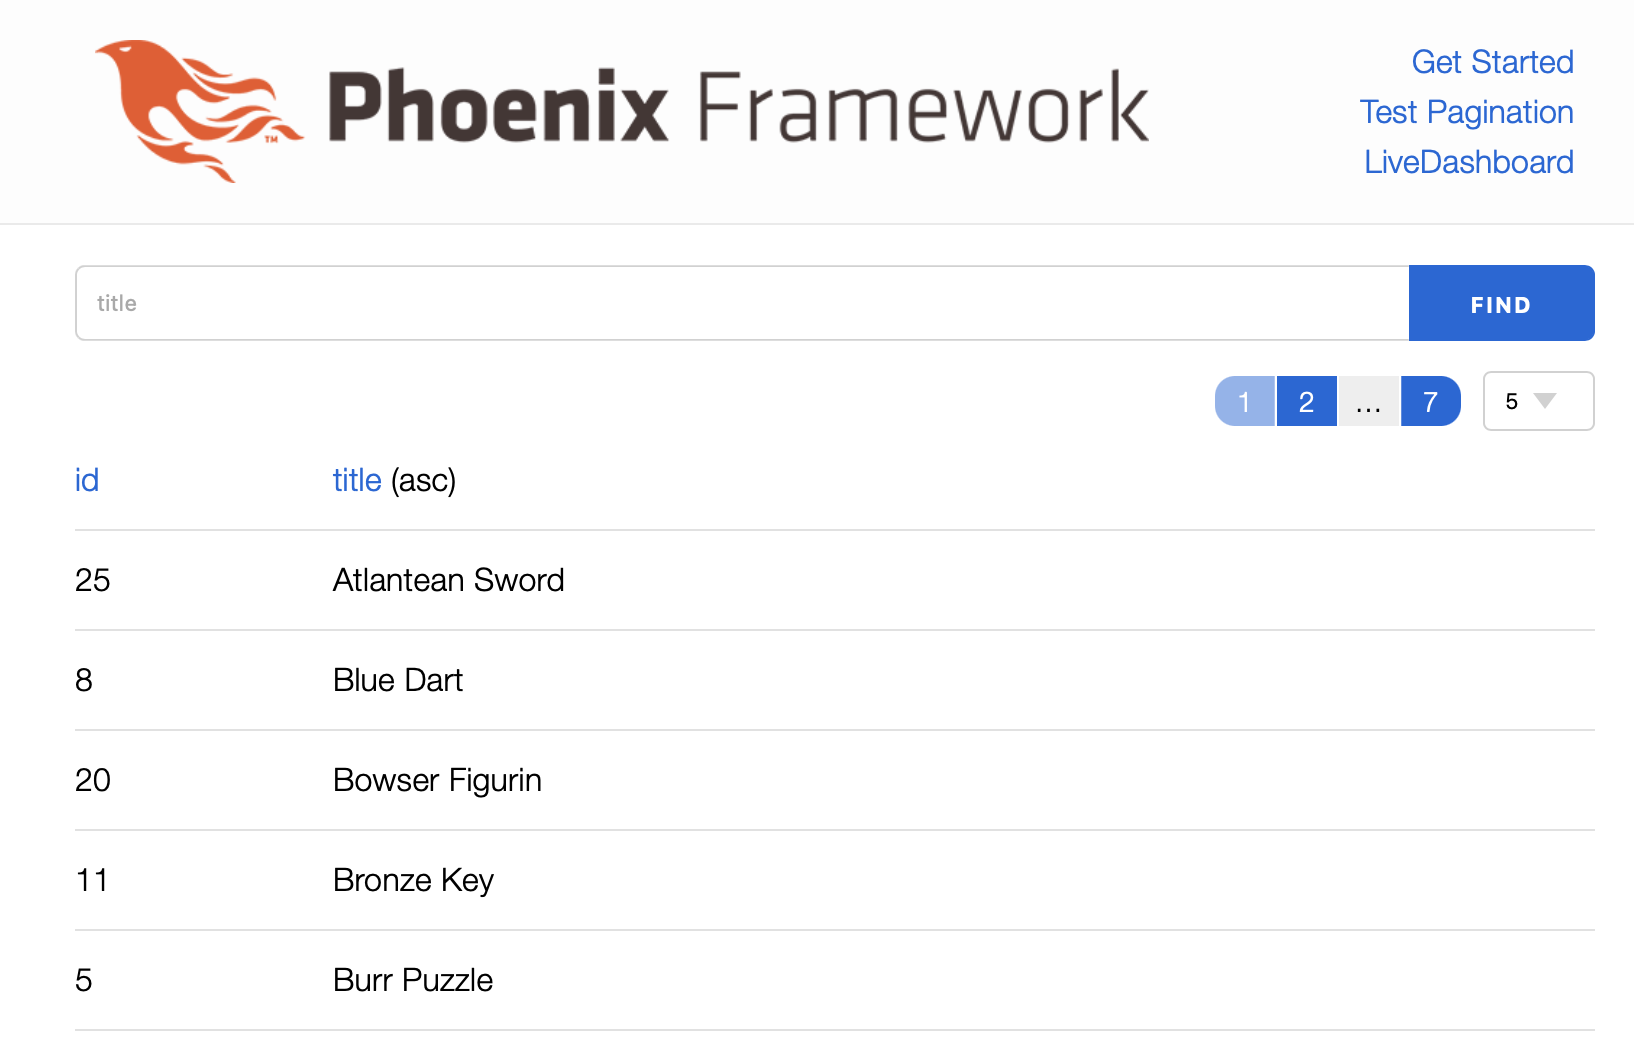 Phoenix Framework
TM
Get Started
Test Pagination
LiveDashboard
title
FIND
1 2 ... 7 5
id title (asc)
25 Atlantean Sword
8 Blue Dart
20 Bowser Figurin
11 Bronze Key
5 Burr Puzzle